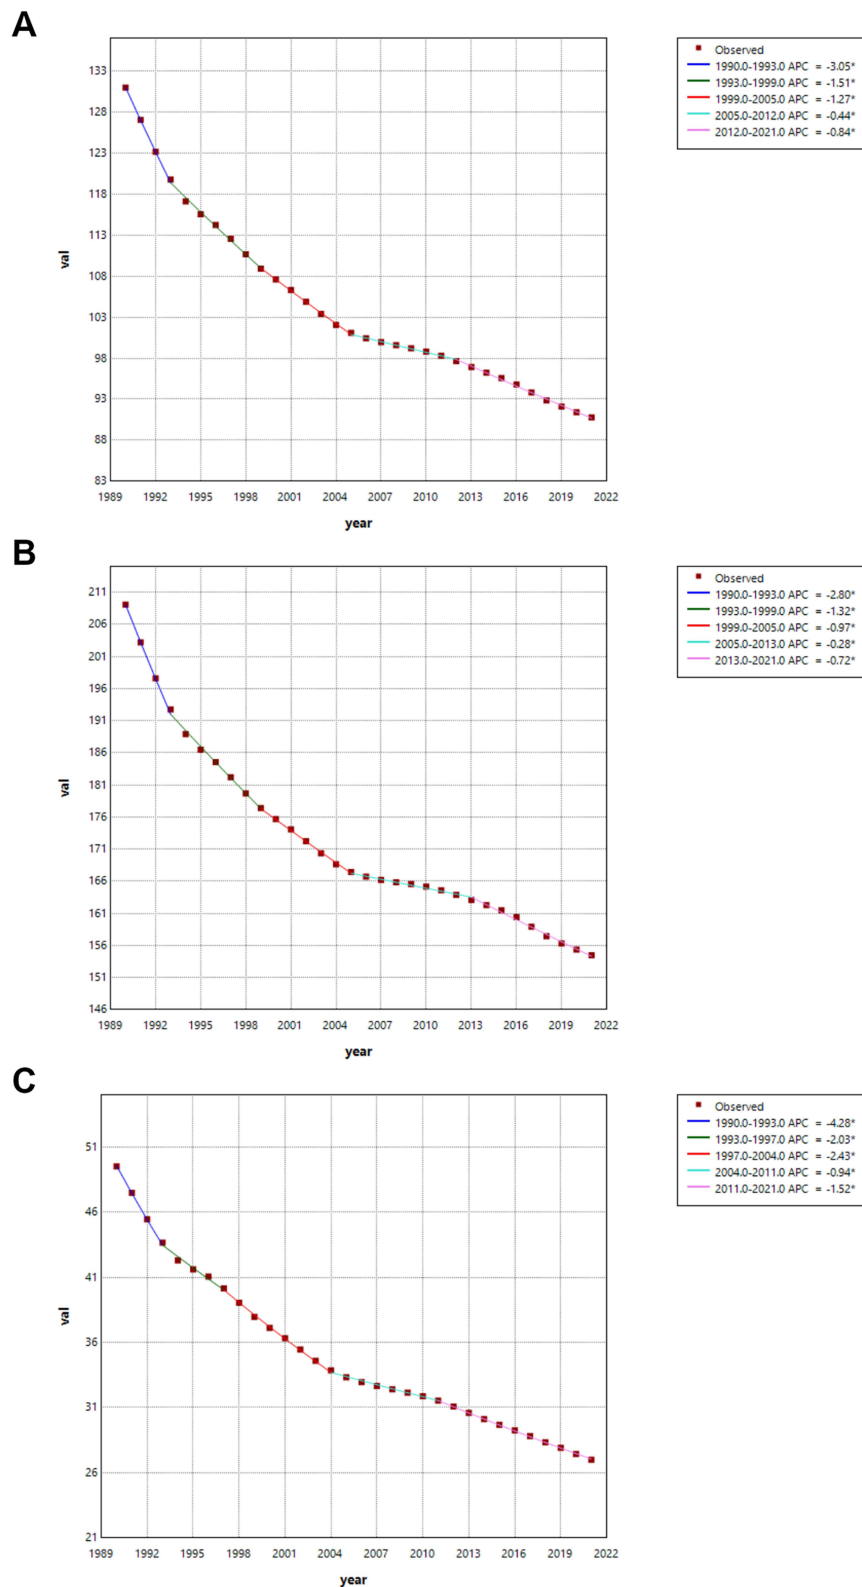 A
Observed
1990.0-1993.0 APC = -3.05*
1993.0-1999.0 APC = -1.51*
1999.0-2005.0 APC = -1.27*
2005.0-2012.0 APC = -0.44*
2012.0-2021.0 APC = -0.84*
133
128
123
118
113
108
103
98
93
88
83
val
1989 1992 1995 1998 2001 2004 2007 2010 2013 2016 2019 2022
year
B
Observed
1990.0-1993.0 APC = -2.80*
1993.0-1999.0 APC = -1.32*
1999.0-2005.0 APC = -0.97*
2005.0-2013.0 APC = -0.28*
2013.0-2021.0 APC = -0.72*
211
206
201
196
191
186
181
176
171
166
161
156
151
146
val
1989 1992 1995 1998 2001 2004 2007 2010 2013 2016 2019 2022
year
C
Observed
1990.0-1993.0 APC = -4.28*
1993.0-1997.0 APC = -2.03*
1997.0-2004.0 APC = -2.43*
2004.0-2011.0 APC = -0.94*
2011.0-2021.0 APC = -1.52*
51
46
41
36
31
26
21
val
1989 1992 1995 1998 2001 2004 2007 2010 2013 2016 2019 2022
year